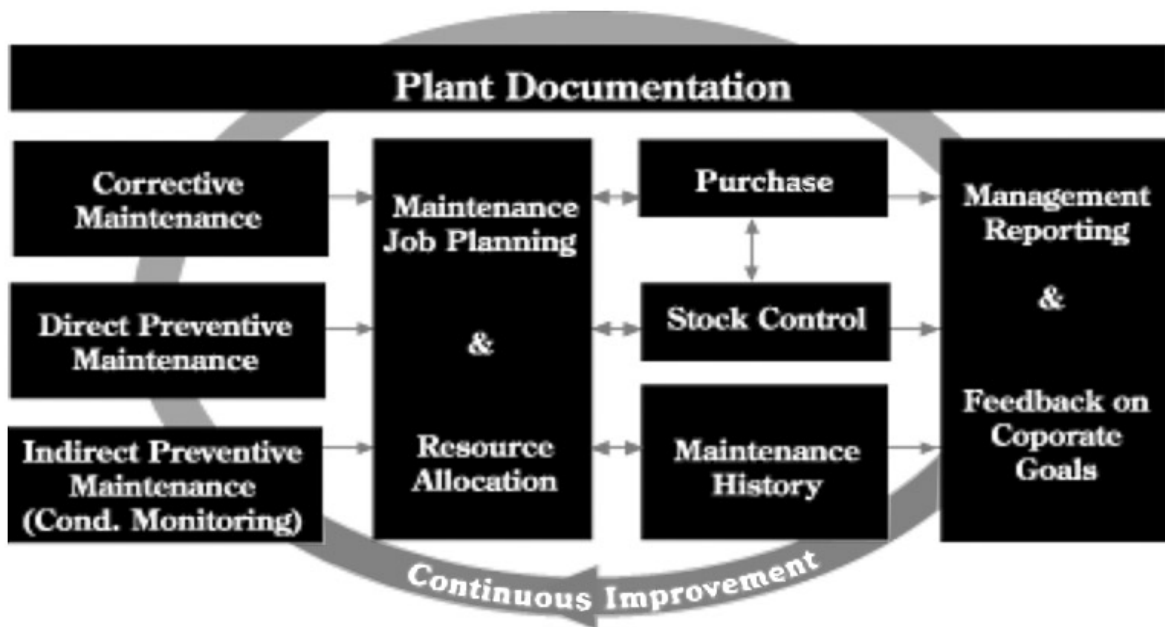 Plant Documentation
Corrective
Maintenance
Direct Preventive
Maintenance
Indirect Preventive
Maintenance
(Cond. Monitoring)
Maintenance
Job Planning
&
Resource
Allocation
Purchase
Stock Control
Maintenance
History
Management
Reporting
&
Feedback on
Coporate
Goals
Continuous Improvement